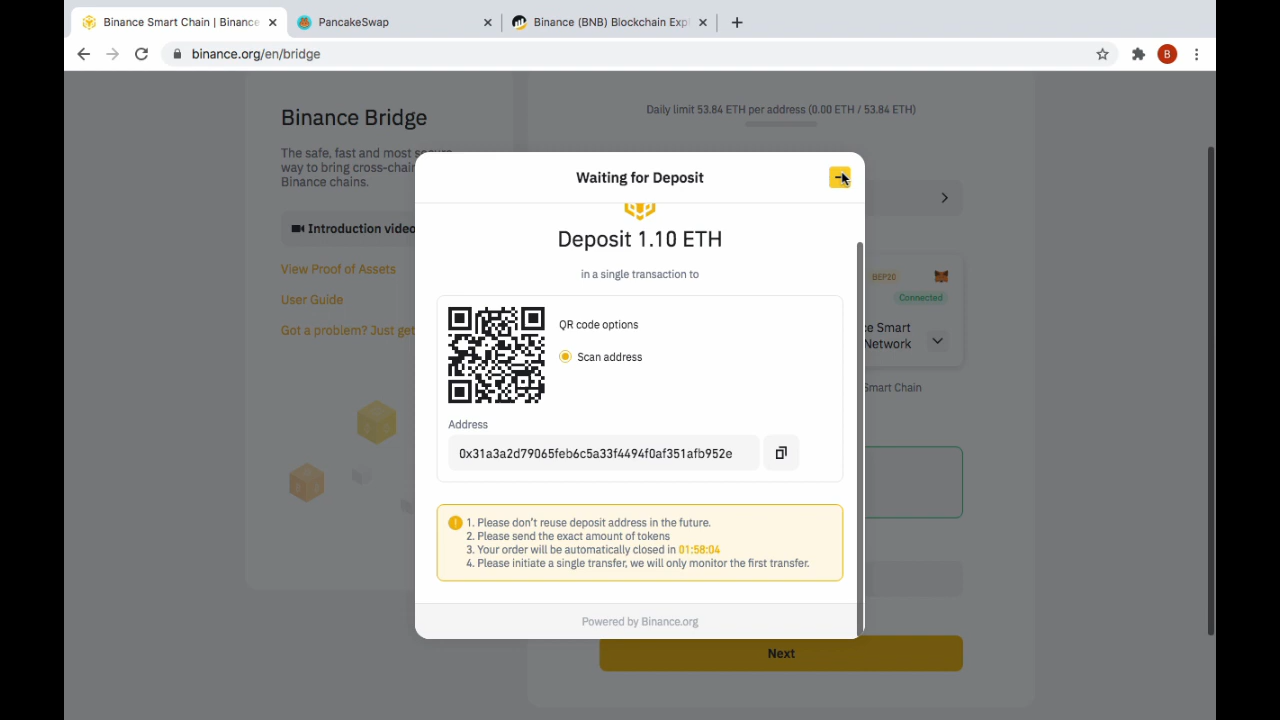 Binance Smart Chain | Binance
PancakeSwap
Binance (BNB) Blockchain Exp
binance.org/en/bridge
B
Daily limit 53.84 ETH per address (0.00 ETH / 53.84 ETH)
Binance Bridge
The safe, fast and most secure
way to bring cross-chain
Binance chains.
Introduction video
View Proof of Assets
User Guide
Got a problem? Just get
Waiting for Deposit
Deposit 1.10 ETH
in a single transaction to
QR code options
Scan address
Address
0x31a3a2d79065feb6c5a33f4494f0af351afb952e
1. Please don't reuse deposit address in the future.
2. Please send the exact amount of tokens
3. Your order will be automatically closed in 01:58:04
4. Please initiate a single transfer, we will only monitor the first transfer.
Powered by Binance.org
BEP20
Connected
ce Smart
Network
Smart Chain
Next